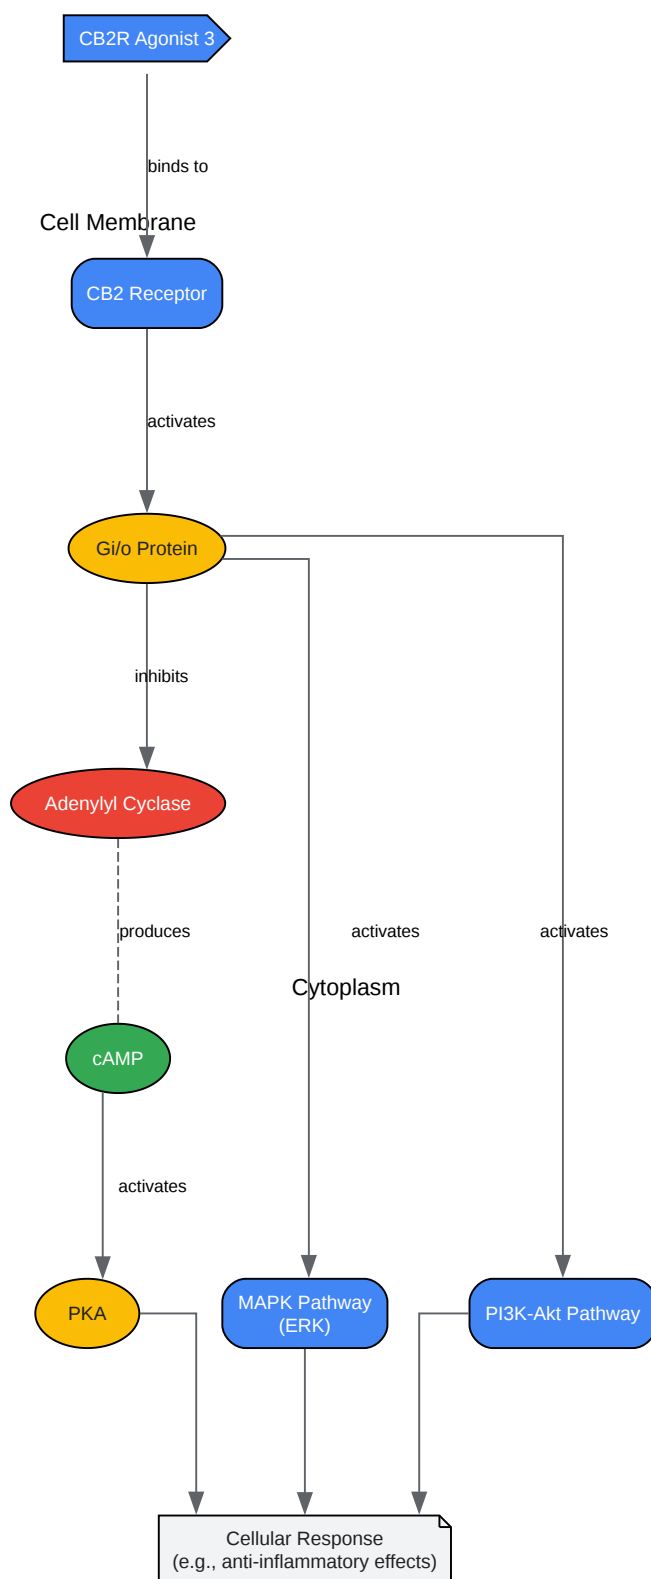 CB2R Agonist 3
binds to
Cell Membrane
CB2 Receptor
activates
Gi/o Protein
inhibits
Adenylyl Cyclase
produces
activates
activates
Cytoplasm
cAMP
activates
PKA
MAPK Pathway
(ERK)
PI3K-Akt Pathway
Cellular Response
(e.g., anti-inflammatory effects)